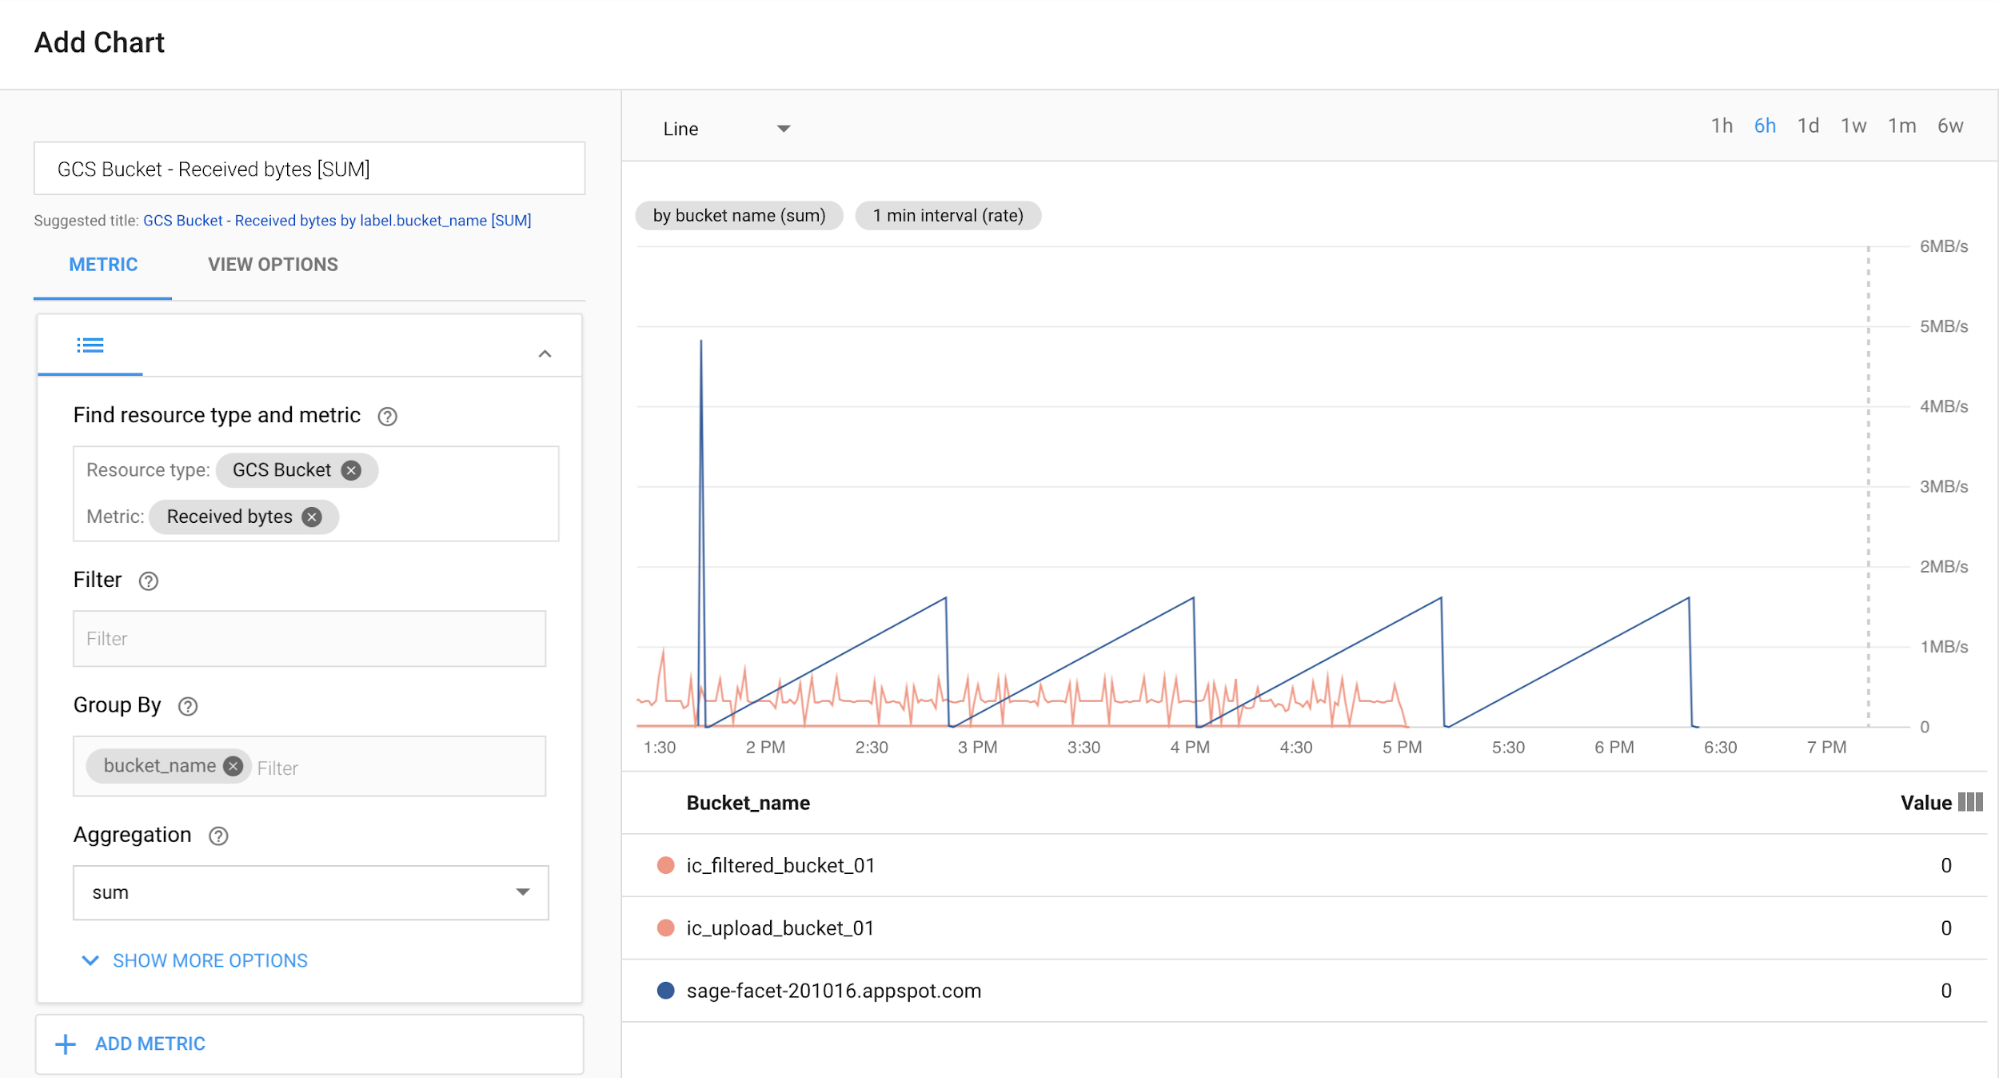 Add Chart
GCS Bucket - Received bytes [SUM]
Suggested title: GCS Bucket - Received bytes by label.bucket_name [SUM]
METRIC VIEW OPTIONS
Find resource type and metric ?
Resource type: GCS Bucket
Metric: Received bytes
Filter ?
Filter
Group By ?
bucket_name Filter
Aggregation ?
sum
SHOW MORE OPTIONS
ADD METRIC
Line
1h 6h 1d 1w 1m 6w
by bucket name (sum) 1 min interval (rate)
6MB/s
5MB/s
4MB/s
3MB/s
2MB/s
1MB/s
0
1:30 2 PM 2:30 3 PM 3:30 4 PM 4:30 5 PM 5:30 6 PM 6:30 7 PM
Bucket_name Value
ic_filtered_bucket_01 0
ic_upload_bucket_01 0
sage-facet-201016.appspot.com 0